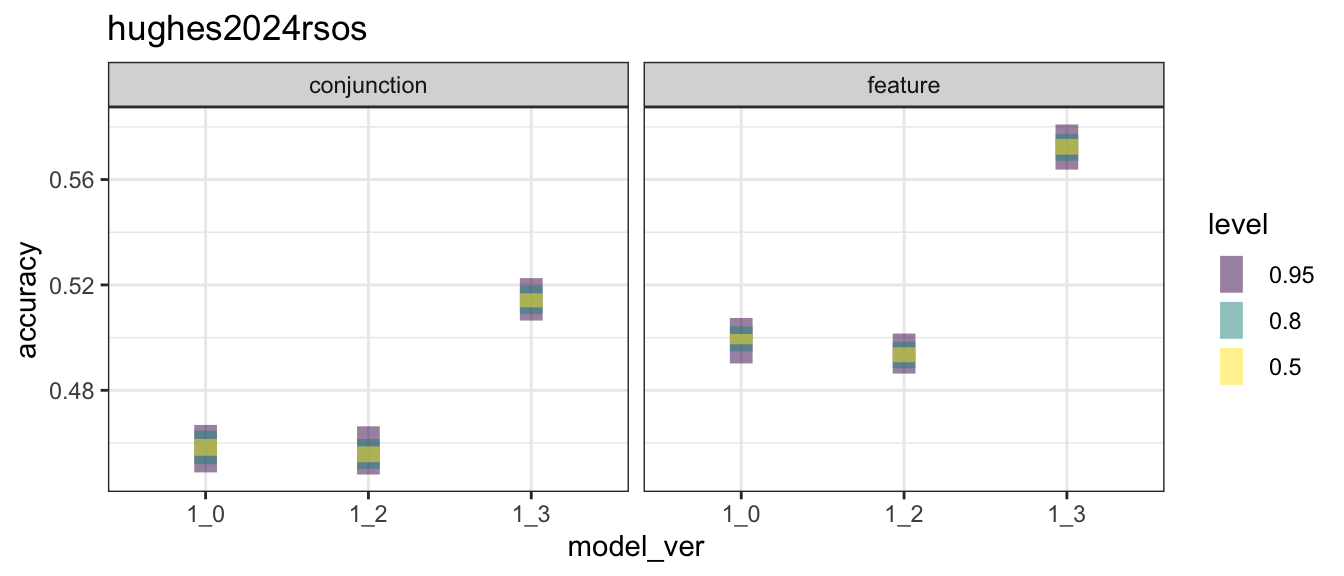 hughes2024rsos
conjunction
feature
accuracy
0.56
0.52
0.48
1_0
1_2
1_3
1_0
1_2
1_3
model_ver
level
0.95
0.8
0.5